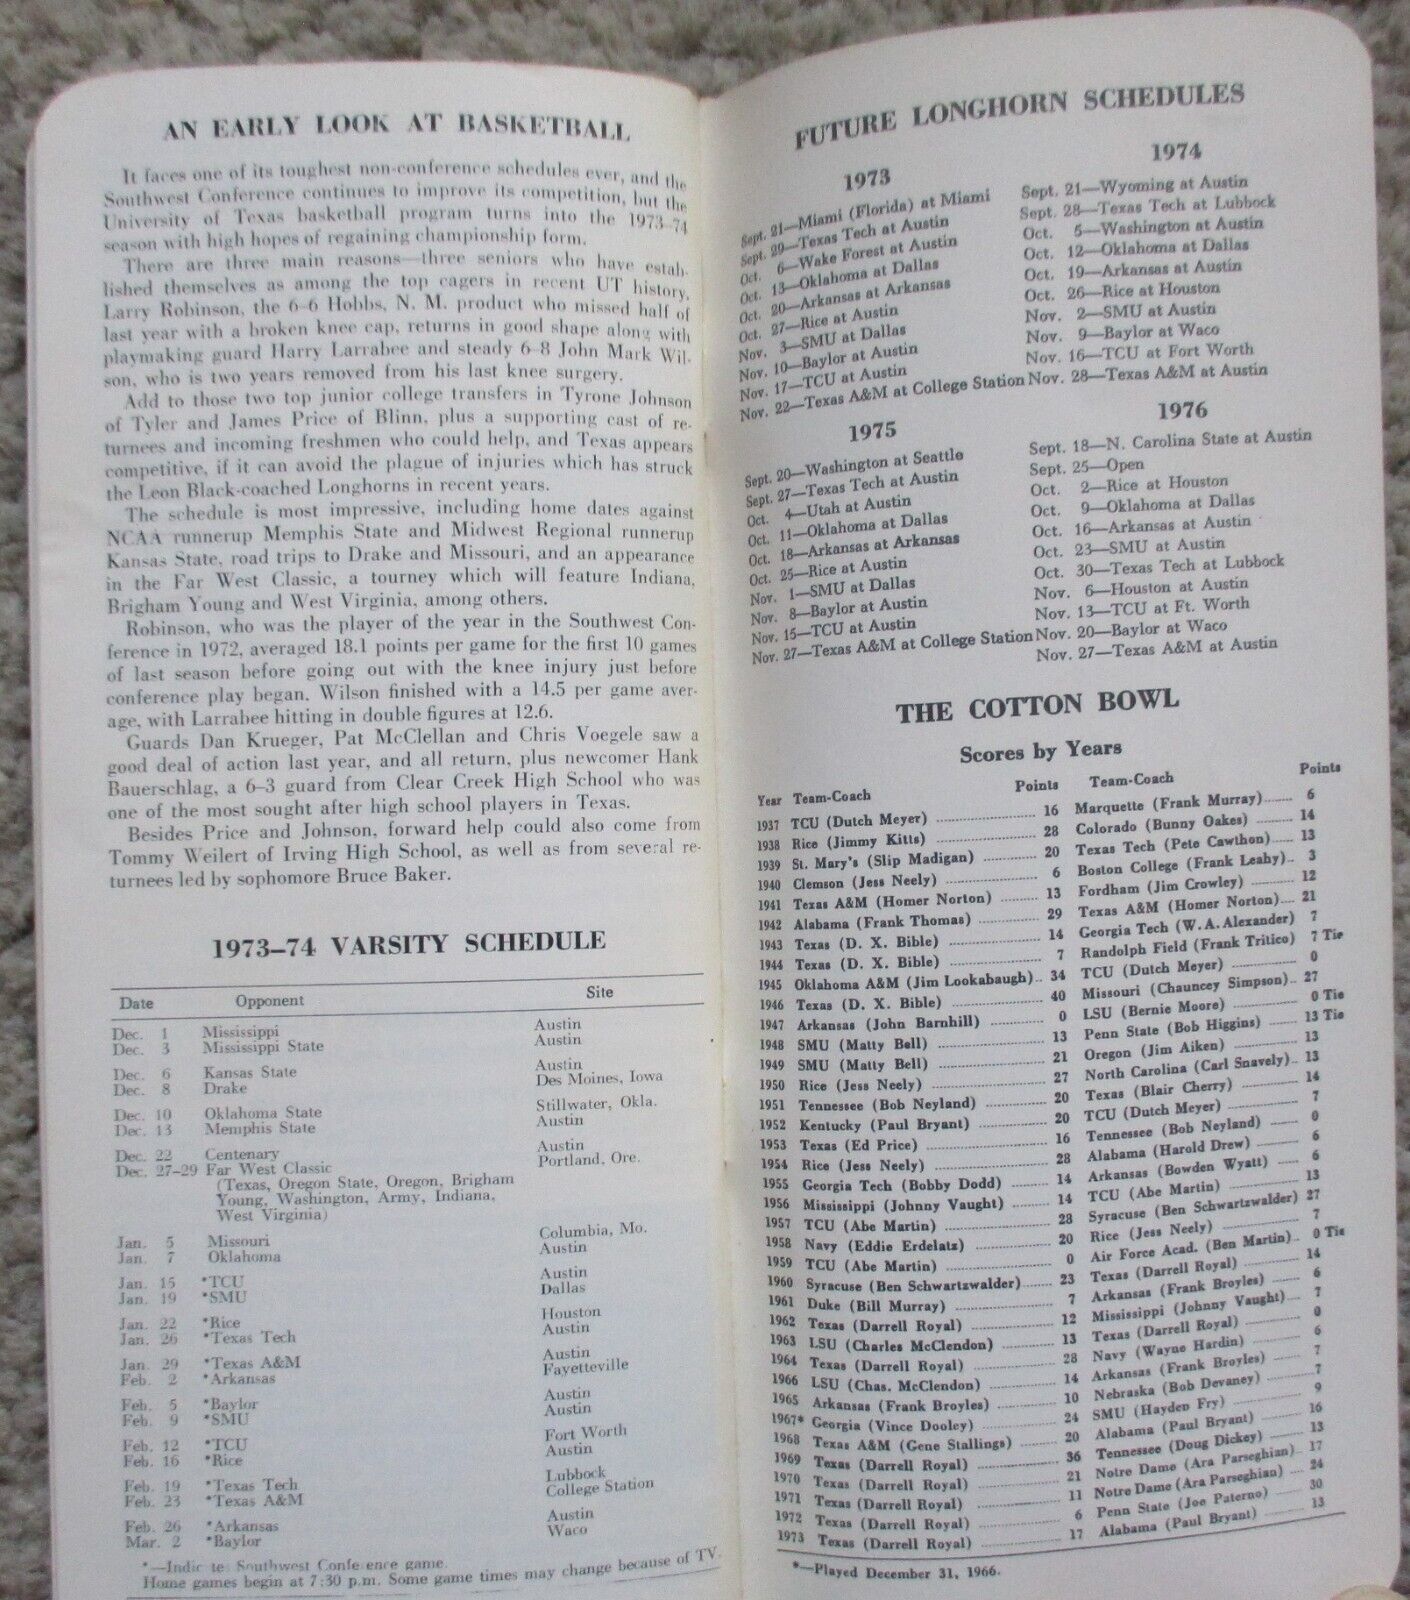 AN EARLY LOOK AT BASKETBALL
It faces one of its toughest non-conference schedules ever, and the
Southwest Conference continues to improve its competition, but the
University of Texas basketball program turns into the 1973-74
season with high hopes of regaining championship form.
There are three main reasons—three seniors who have estab-
lished themselves as among the top cagers in recent UT history,
Larry Robinson, the 6-6 Hobbs, N. M. product who missed half of
last year with a broken knee cap, returns in good shape along with
playmaking guard Harry Larrabee and steady 6-8 John Mark Wil-
son, who is two years removed from his last knee surgery.
Add to those two top junior college transfers in Tyrone Johnson
of Tyler and James Price of Blinn, plus a supporting cast of re-
turnees and incoming freshmen who could help, and Texas appears
competitive, if it can avoid the plague of injuries which has struck
the Leon Black-coached Longhorns in recent years.
The schedule is most impressive, including home dates against
NCAA runnerup Memphis State and Midwest Regional runnerup
Kansas State, road trips to Drake and Missouri, and an appearance
in the Far West Classic, a tourney which will feature Indiana,
Brigham Young and West Virginia, among others.
Robinson, who was the player of the year in the Southwest Con-
ference in 1972, averaged 18.1 points per game for the first 10 games
of last season before going out with the knee injury just before
conference play began. Wilson finished with a 14.5 per game aver-
age, with Larrabee hitting in double figures at 12.6.
Guards Dan Krueger, Pat McClellan and Chris Voegele saw a
good deal of action last year, and all return, plus newcomer Hank
Bauerschlag, a 6-3 guard from Clear Creek High School who was
one of the most sought after high school players in Texas.
Besides Price and Johnson, forward help could also come from
Tommy Weilert of Irving High School, as well as from several re-
turnees led by sophomore Bruce Baker.
1973–74 VARSITY SCHEDULE
Date Opponent Site
Dec. 1 Mississippi Austin
Dec. 3 Mississippi State Austin
Dec. 6 Kansas State Austin
Dec. 8 Drake Des Moines, Iowa
Dec. 10 Oklahoma State Stillwater, Okla.
Dec. 13 Memphis State Austin
Dec. 22 Centenary Austin
Dec. 27-29 Far West Classic Portland, Ore.
(Texas, Oregon State, Oregon, Brigham
Young, Washington, Army, Indiana,
West Virginia)
Jan. 5 Missouri Columbia, Mo.
Jan. 7 Oklahoma Austin
Jan. 15 *TCU Austin
Jan. 19 *SMU Dallas
Jan. 22 *Rice Houston
Jan. 26 *Texas Tech Austin
Jan. 29 *Texas A&M Austin
Feb. 2 *Arkansas Fayetteville
Feb. 5 *Baylor Austin
Feb. 9 *SMU Austin
Feb. 12 *TCU Fort Worth
Feb. 16 *Rice Austin
Feb. 19 *Texas Tech Lubbock
Feb. 23 *Texas A&M College Station
Feb. 26 *Arkansas Austin
Mar. 2 *Baylor Waco
*—Indic tes Southwest Conference game.
Home games begin at 7:30 p.m. Some game times may change because of TV.
FUTURE LONGHORN SCHEDULES
1973
Sept. 21—Miami (Florida) at Miami
Sept. 29—Texas Tech at Austin
Oct. 6—Wake Forest at Austin
Oct. 13—Oklahoma at Dallas
Oct. 20—Arkansas at Arkansas
Oct. 27—Rice at Austin
Nov. 3—SMU at Dallas
Nov. 10—Baylor at Austin
Nov. 17—TCU at Austin
Nov. 22—Texas A&M at College Station
1974
Sept. 21—Wyoming at Austin
Sept. 28—Texas Tech at Lubbock
Oct. 5—Washington at Austin
Oct. 12—Oklahoma at Dallas
Oct. 19—Arkansas at Austin
Oct. 26—Rice at Houston
Nov. 2—SMU at Austin
Nov. 9—Baylor at Waco
Nov. 16—TCU at Fort Worth
Nov. 28—Texas A&M at Austin
1975
Sept. 20—Washington at Seattle
Sept. 27—Texas Tech at Austin
Oct. 4—Utah at Austin
Oct. 11—Oklahoma at Dallas
Oct. 18—Arkansas at Arkansas
Oct. 25—Rice at Austin
Nov. 1—SMU at Dallas
Nov. 8—Baylor at Austin
Nov. 15—TCU at Austin
Nov. 27—Texas A&M at College Station
1976
Sept. 18—N. Carolina State at Austin
Sept. 25—Open
Oct. 2—Rice at Houston
Oct. 9—Oklahoma at Dallas
Oct. 16—Arkansas at Austin
Oct. 23—SMU at Austin
Oct. 30—Texas Tech at Lubbock
Nov. 6—Houston at Austin
Nov. 13—TCU at Ft. Worth
Nov. 20—Baylor at Waco
Nov. 27—Texas A&M at Austin
THE COTTON BOWL
Scores by Years
Year Team-Coach Points Team-Coach Points
1937 TCU (Dutch Meyer) 16 Marquette (Frank Murray) 6
1938 Rice (Jimmy Kitts) 28 Colorado (Bunny Oakes) 14
1939 St. Mary's (Slip Madigan) 20 Texas Tech (Pete Cawthon) 13
1940 Clemson (Jess Neely) 6 Boston College (Frank Leahy) 3
1941 Texas A&M (Homer Norton) 13 Fordham (Jim Crowley) 12
1942 Alabama (Frank Thomas) 29 Texas A&M (Homer Norton) 21
1943 Texas (D. X. Bible) 14 Georgia Tech (W. A. Alexander) 7
1944 Texas (D. X. Bible) 7 Randolph Field (Frank Tritico) 7 Tie
1945 Oklahoma A&M (Jim Lookabaugh) 34 TCU (Dutch Meyer) 0
1946 Texas (D. X. Bible) 40 Missouri (Chauncey Simpson) 27
1947 Arkansas (John Barnhill) 0 LSU (Bernie Moore) 0 Tie
1948 SMU (Matty Bell) 13 Penn State (Bob Higgins) 13 Tie
1949 SMU (Matty Bell) 21 Oregon (Jim Aiken) 13
1950 Rice (Jess Neely) 27 North Carolina (Carl Snavely) 13
1951 Tennessee (Bob Neyland) 20 Texas (Blair Cherry) 14
1952 Kentucky (Paul Bryant) 20 TCU (Dutch Meyer) 7
1953 Texas (Ed Price) 16 Tennessee (Bob Neyland) 0
1954 Rice (Jess Neely) 28 Alabama (Harold Drew) 6
1955 Georgia Tech (Bobby Dodd) 14 Arkansas (Bowden Wyatt) 6
1956 Mississippi (Johnny Vaught) 14 TCU (Abe Martin) 13
1957 TCU (Abe Martin) 28 Syracuse (Ben Schwartzwalder) 27
1958 Navy (Eddie Erdelatz) 20 Rice (Jess Neely) 7
1959 TCU (Abe Martin) 0 Air Force Acad. (Ben Martin) 0 Tie
1960 Syracuse (Ben Schwartzwalder) 23 Texas (Darrell Royal) 14
1961 Duke (Bill Murray) 7 Arkansas (Frank Broyles) 6
1962 Texas (Darrell Royal) 12 Mississippi (Johnny Vaught) 7
1963 LSU (Charles McClendon) 13 Texas (Darrell Royal) 0
1964 Texas (Darrell Royal) 28 Navy (Wayne Hardin) 6
1966 LSU (Chas. McClendon) 14 Arkansas (Frank Broyles) 7
1965 Arkansas (Frank Broyles) 10 Nebraska (Bob Devaney) 7
1967* Georgia (Vince Dooley) 24 SMU (Hayden Fry) 9
1968 Texas A&M (Gene Stallings) 20 Alabama (Paul Bryant) 16
1969 Texas (Darrell Royal) 36 Tennessee (Doug Dickey) 13
1970 Texas (Darrell Royal) 21 Notre Dame (Ara Parseghian) 17
1971 Texas (Darrell Royal) 11 Notre Dame (Ara Parseghian) 24
1972 Texas (Darrell Royal) 6 Penn State (Joe Paterno) 30
1973 Texas (Darrell Royal) 17 Alabama (Paul Bryant) 13
*—Played December 31, 1966.